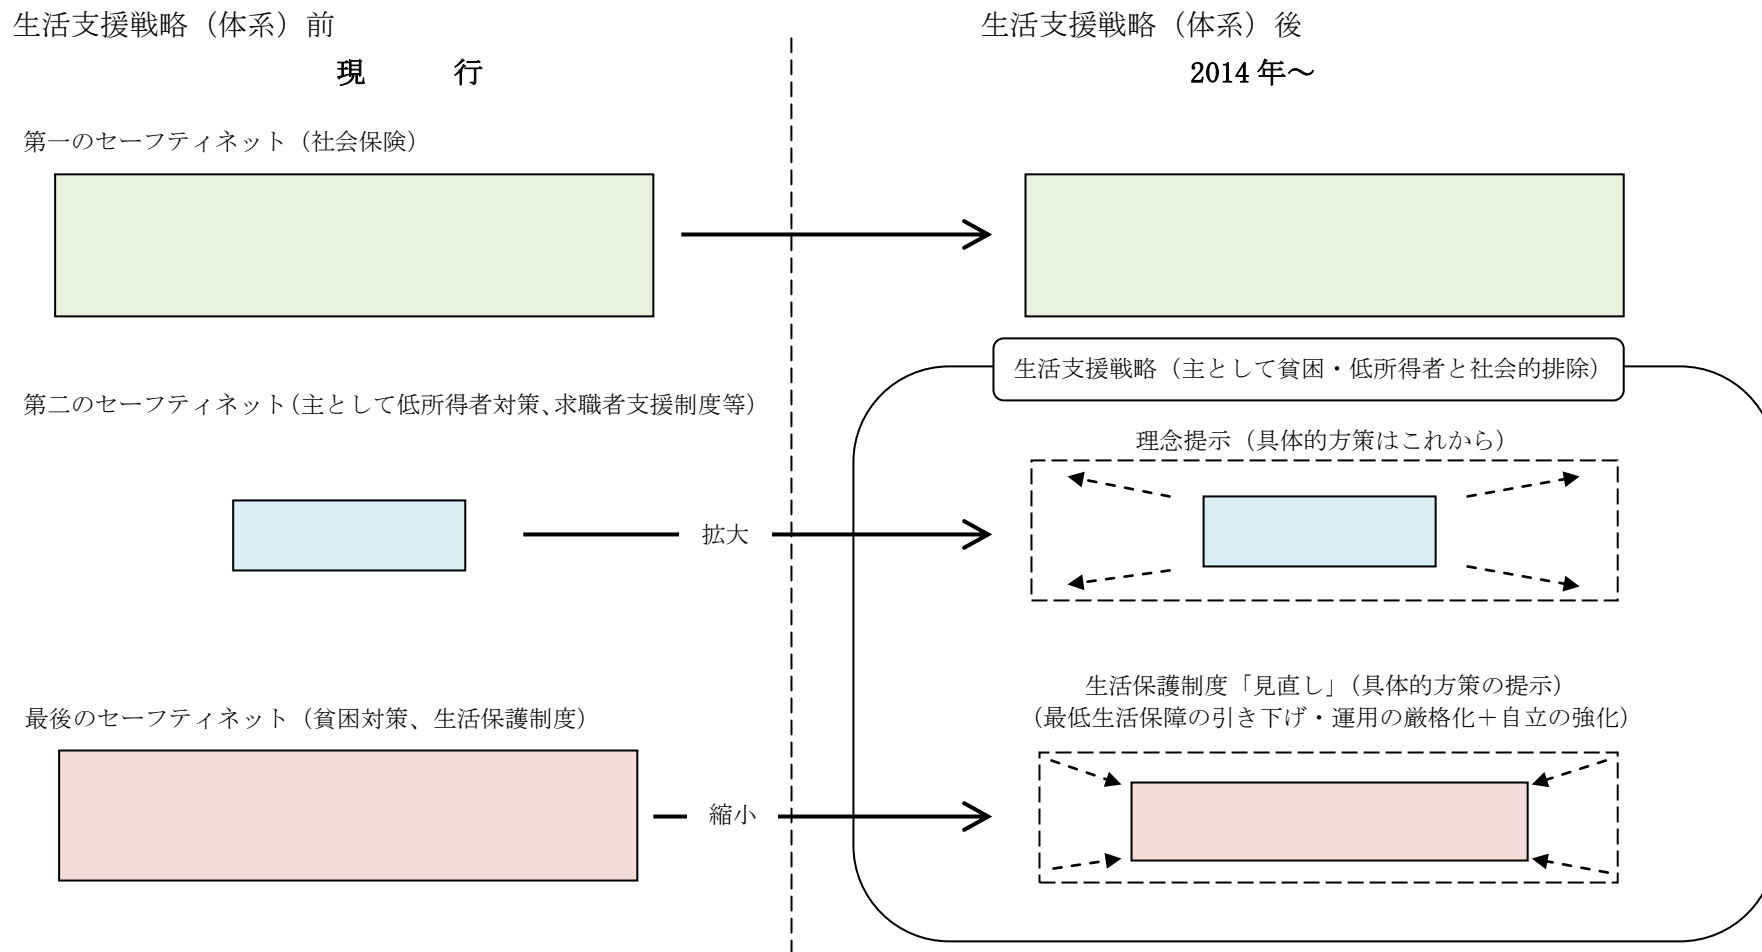 生活支援戦略（体系）前
現　行
第一のセーフティネット（社会保険）
第二のセーフティネット（主として低所得者対策、求職者支援制度等）
拡大
最後のセーフティネット（貧困対策、生活保護制度）
縮小
生活支援戦略（体系）後
2014 年～
生活支援戦略（主として貧困・低所得者と社会的排除）
理念提示（具体的方策はこれから）
生活保護制度「見直し」（具体的方策の提示）
（最低生活保障の引き下げ・運用の厳格化＋自立の強化）